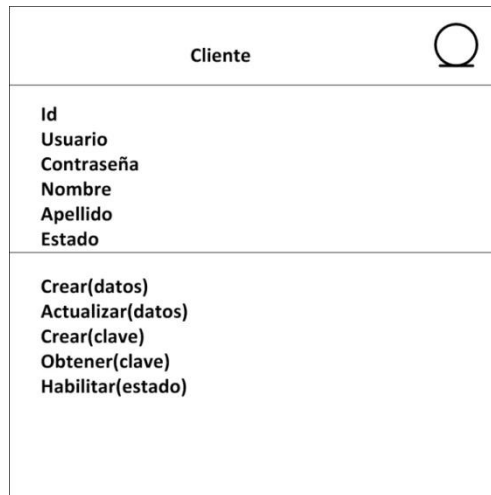 Cliente
Id
Usuario
Contraseña
Nombre
Apellido
Estado
Crear(datos)
Actualizar(datos)
Crear(clave)
Obtener(clave)
Habilitar(estado)